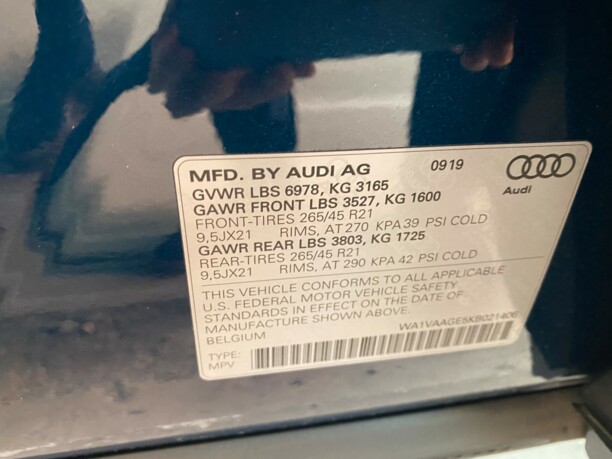 MFD. BY AUDI AG 0919
GVWR LBS 6978, KG 3165
GAWR FRONT LBS 3527, KG 1600
FRONT-TIRES 265/45 R21
9,5JX21 RIMS, AT 270 KPA 39 PSI COLD
GAWR REAR LBS 3803, KG 1725
REAR-TIRES 265/45 R21
9,5JX21 RIMS, AT 290 KPA 42 PSI COLD
Audi
THIS VEHICLE CONFORMS TO ALL APPLICABLE
U.S. FEDERAL MOTOR VEHICLE SAFETY
STANDARDS IN EFFECT ON THE DATE OF
MANUFACTURE SHOWN ABOVE.
BELGIUM
WA1VAAGE5KB021406
TYPE:
MPV